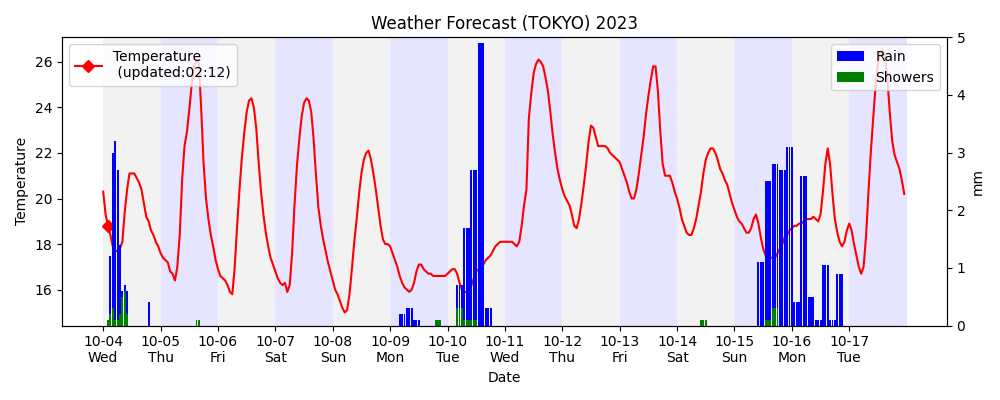 Weather Forecast (TOKYO) 2023
Temperature
(updated:02:12)
Rain
Showers
26
24
22
20
18
16
Temperature
5
4
3
2
1
0
mm
10-04 10-05 10-06 10-07 10-08 10-09 10-10 10-11 10-12 10-13 10-14 10-15 10-16 10-17
Wed Thu Fri Sat Sun Mon Tue Wed Thu Fri Sat Sun Mon Tue
Date